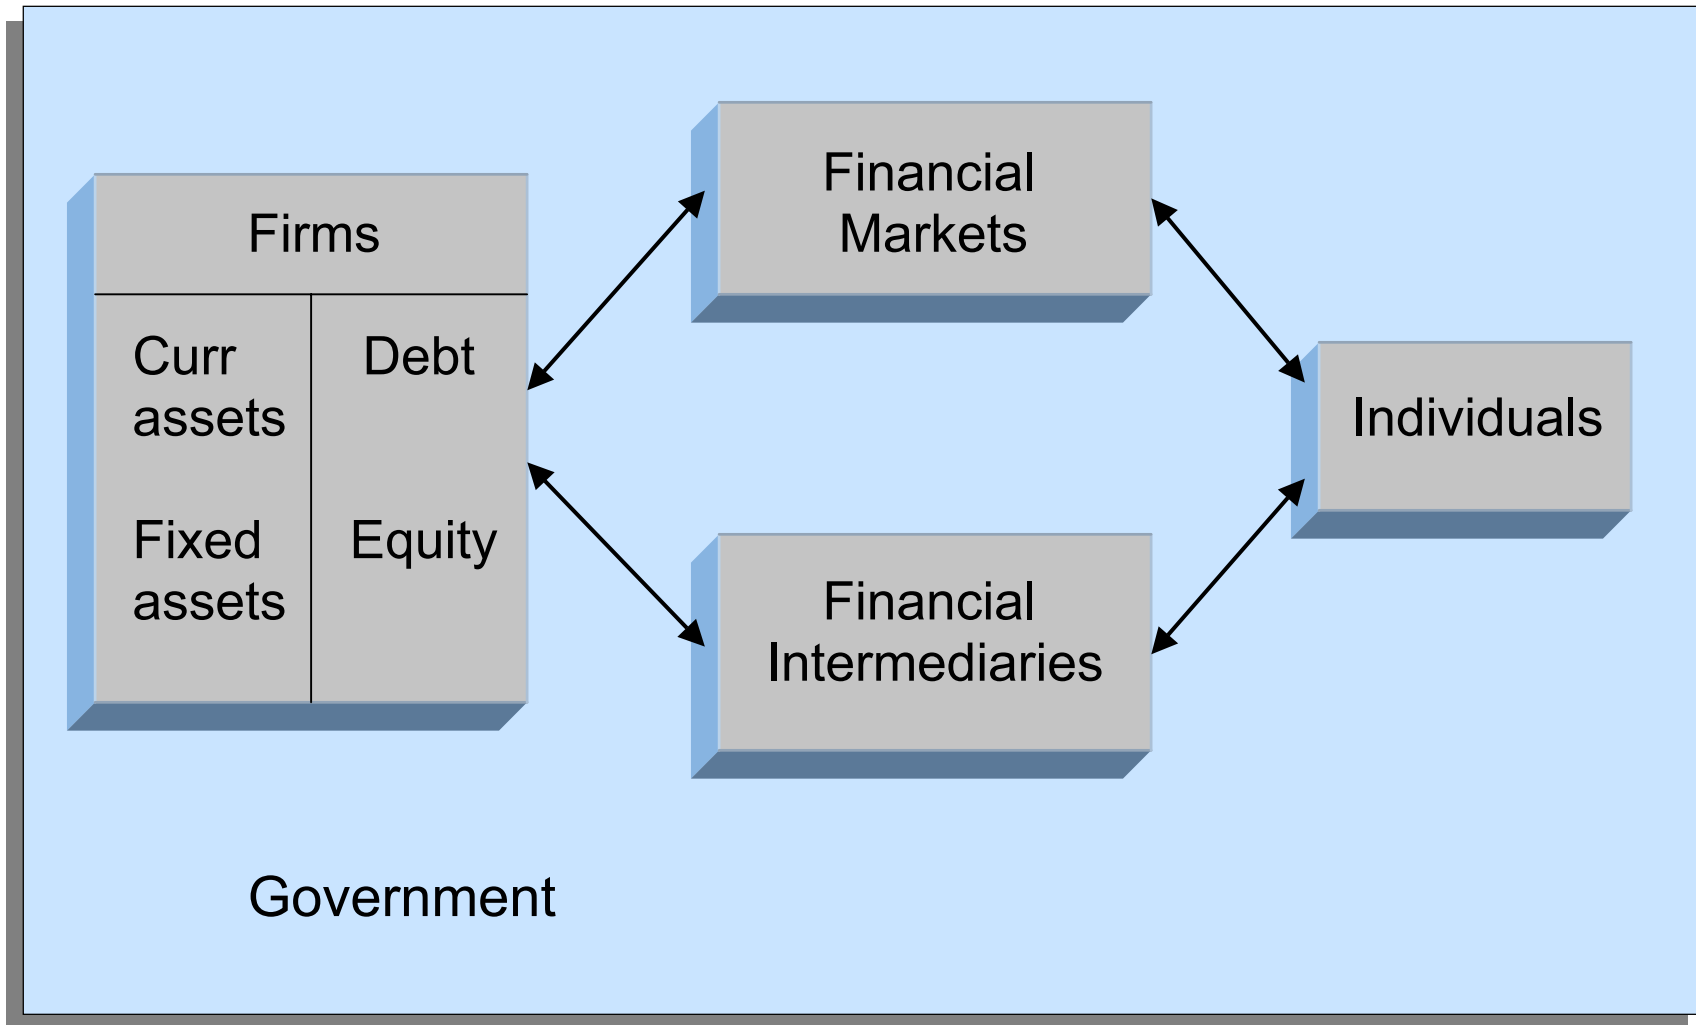 Financial
Markets
Firms
Curr
assets
Debt
Individuals
Fixed
assets
Equity
Financial
Intermediaries
Government